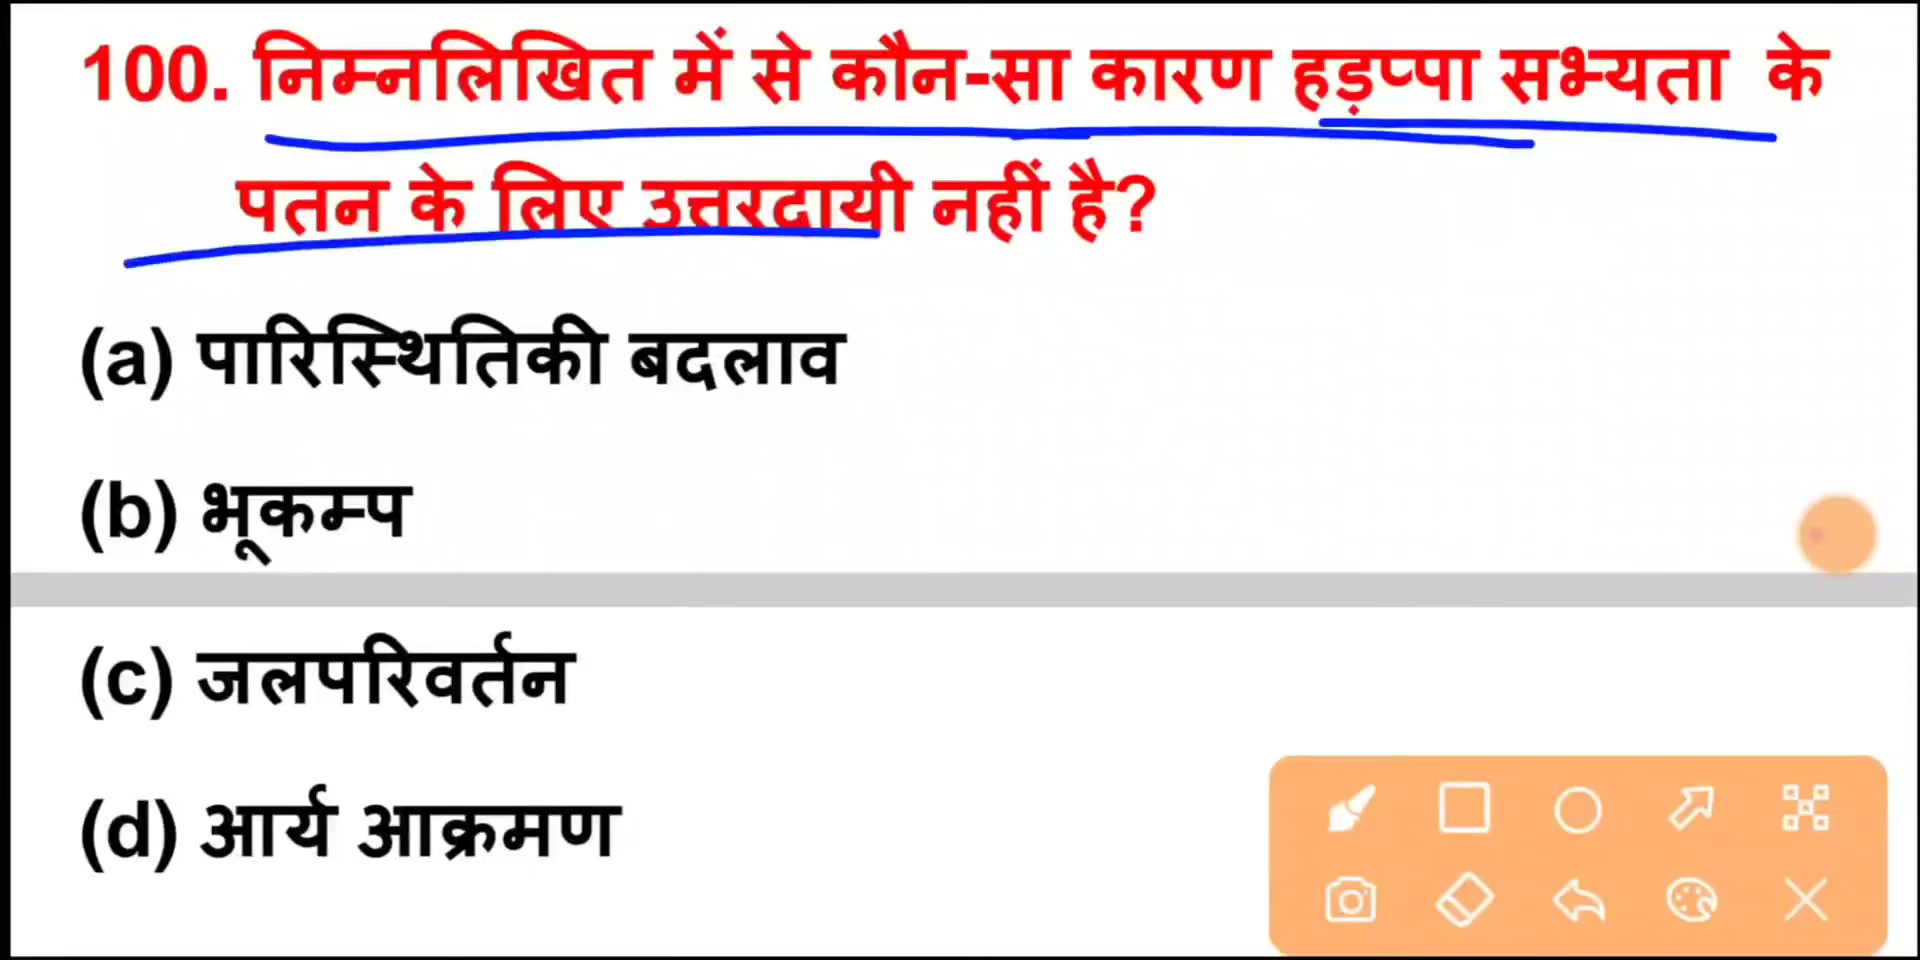 100. निम्नलिखित में से कौन-सा कारण हड़प्पा सभ्यता के
पतन के लिए उत्तरदायी नहीं है?
(a) पारिस्थितिकी बदलाव
(b) भूकम्प
(c) जलपरिवर्तन
(d) आर्य आक्रमण